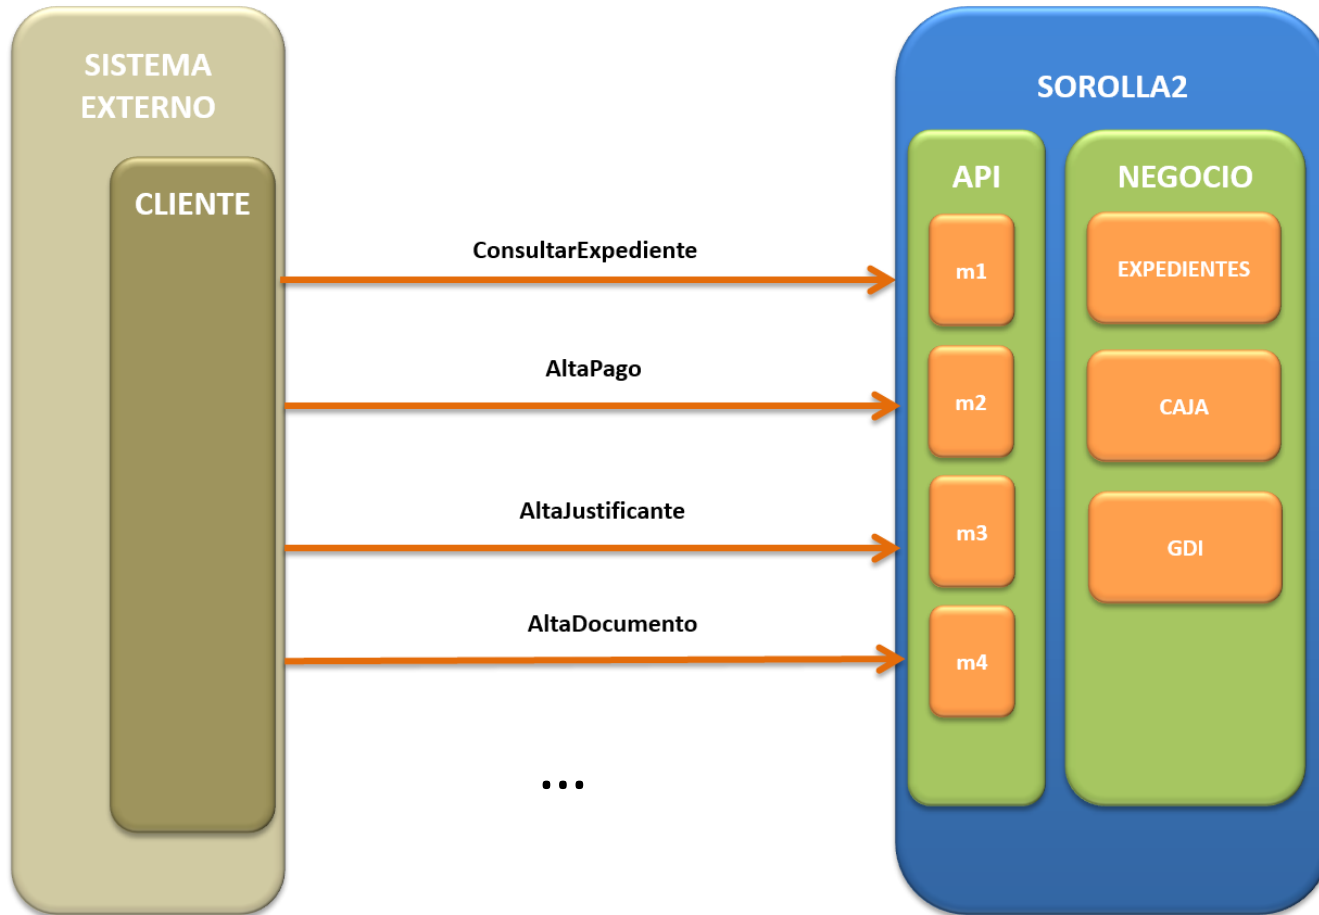 SISTEMA
EXTERNO
CLIENTE
ConsultarExpediente
AltaPago
AltaJustificante
AltaDocumento
...
SOROLLA2
API
m1
m2
m3
m4
NEGOCIO
EXPEDIENTES
CAJA
GDI